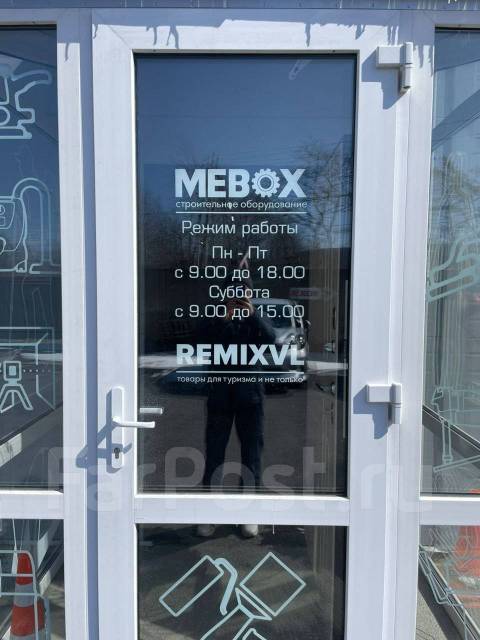 MEBOX
строительное оборудование
Режим работы
Пн - Пт
с 9.00 до 18.00
Суббота
с 9.00 до 15.00
REMIXVL
товары для туризма и не только
FarPost.ru